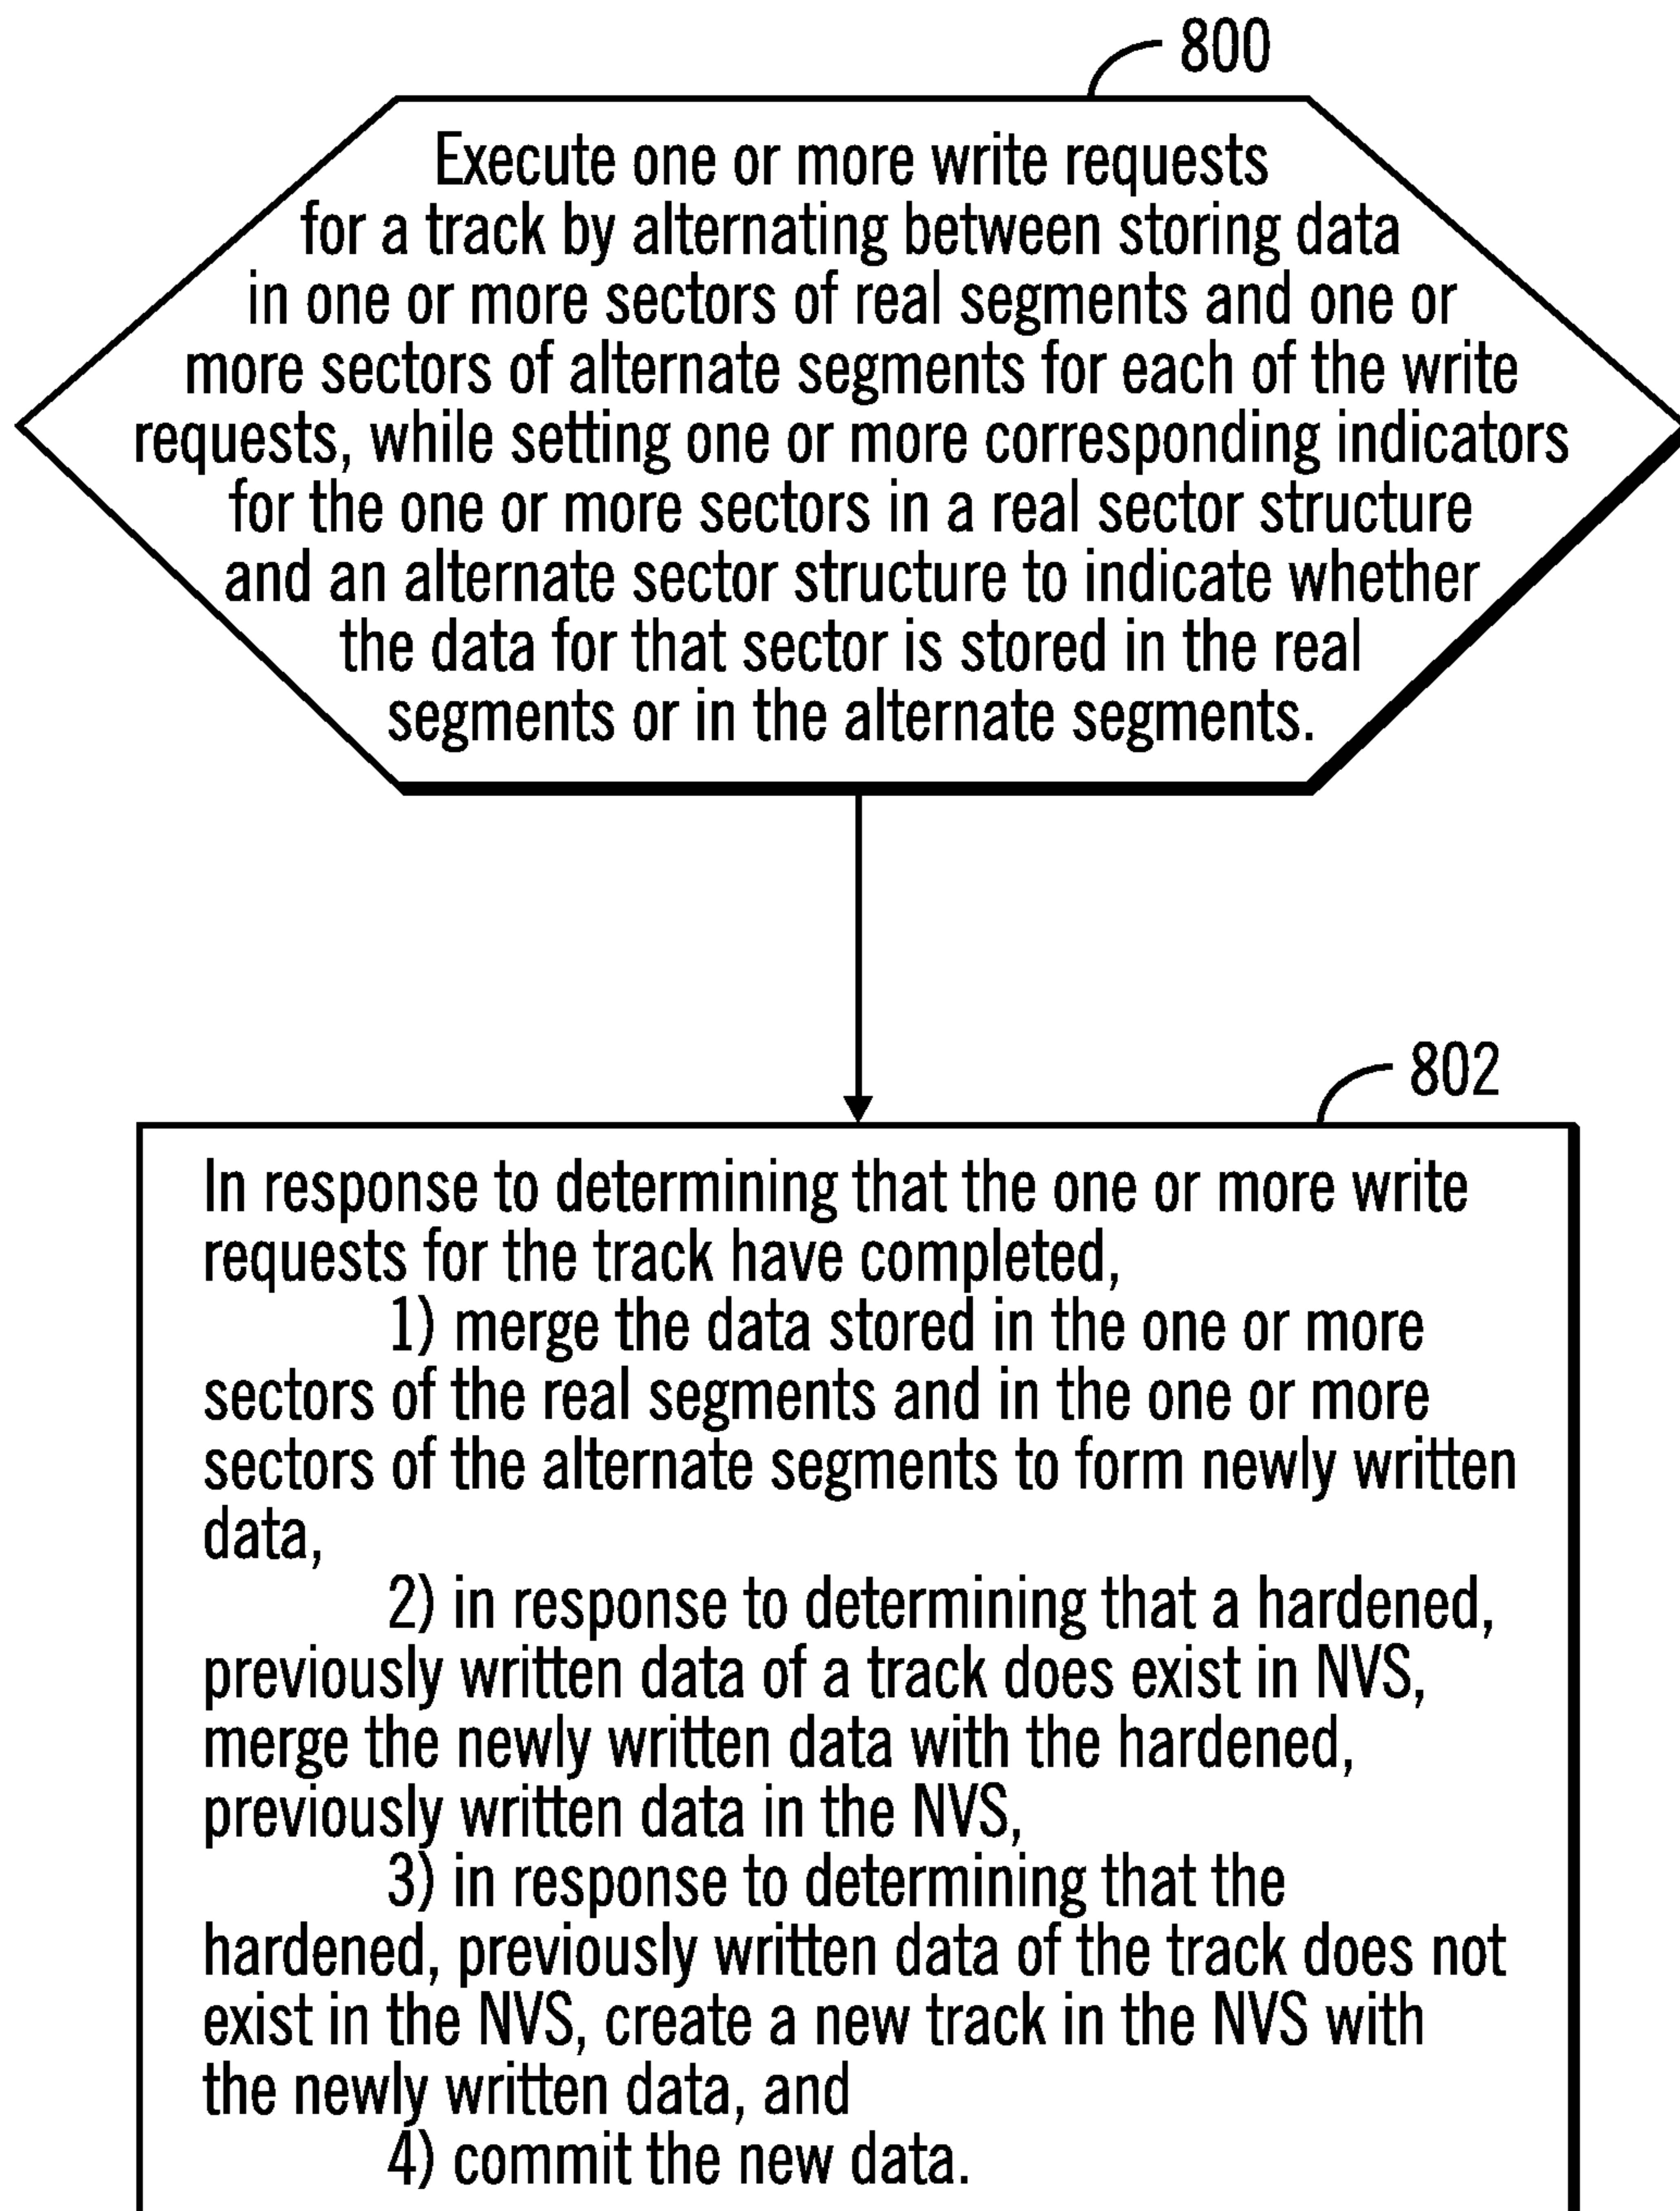 800
Execute one or more write requests
for a track by alternating between storing data
in one or more sectors of real segments and one or
more sectors of alternate segments for each of the write
requests, while setting one or more corresponding indicators
for the one or more sectors in a real sector structure
and an alternate sector structure to indicate whether
the data for that sector is stored in the real
segments or in the alternate segments.
802
In response to determining that the one or more write
requests for the track have completed,
1) merge the data stored in the one or more
sectors of the real segments and in the one or more
sectors of the alternate segments to form newly written
data,
2) in response to determining that a hardened,
previously written data of a track does exist in NVS,
merge the newly written data with the hardened,
previously written data in the NVS,
3) in response to determining that the
hardened, previously written data of the track does not
exist in the NVS, create a new track in the NVS with
the newly written data, and
4) commit the new data.